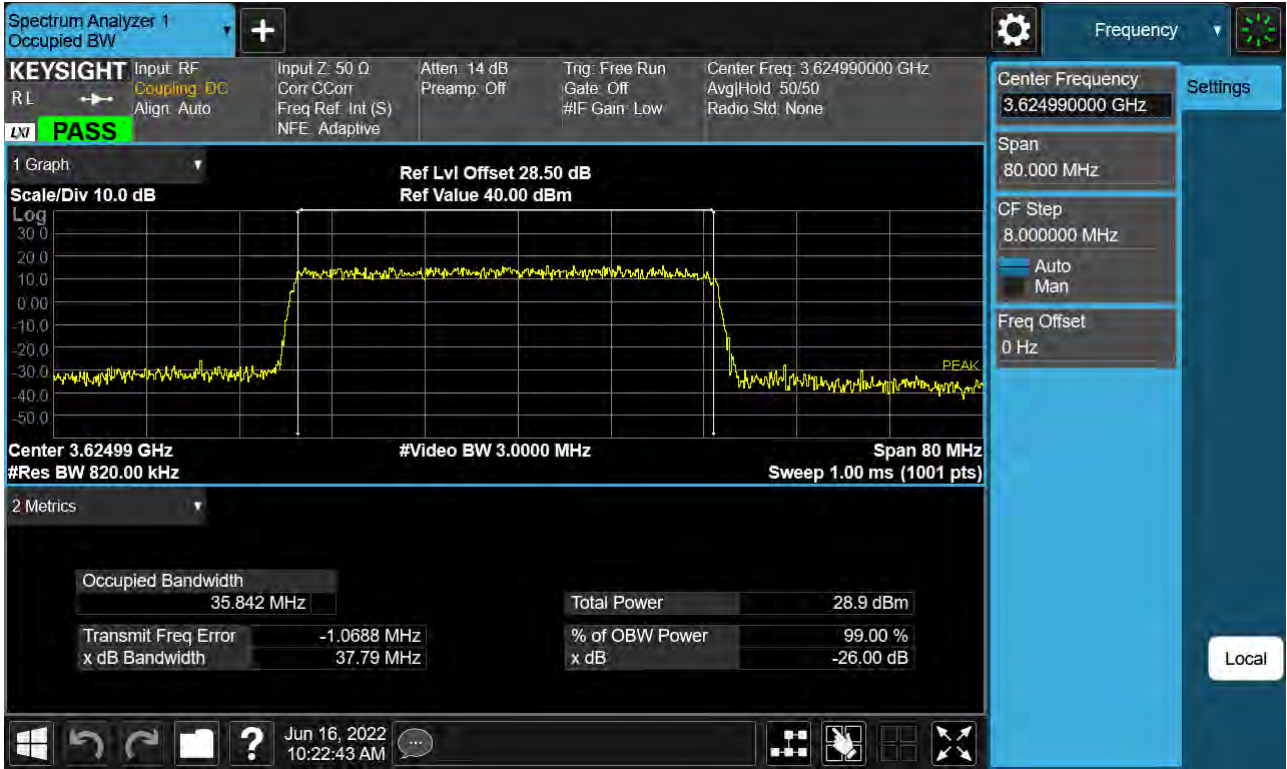 Spectrum Analyzer 1
Occupied BW
+
Frequency
KEYSIGHT
Input: RF
Coupling: DC
Align: Auto
Input Z: 50 Ω
Corr CCorr
Freq Ref: Int (S)
NFE: Adaptive
Atten: 14 dB
Preamp: Off
Trig: Free Run
Gate: Off
#IF Gain: Low
Center Freq: 3.624990000 GHz
Avg|Hold: 50/50
Radio Std: None
R L
LXI PASS
Center Frequency
3.624990000 GHz
Settings
Span
80.000 MHz
CF Step
8.000000 MHz
Auto
Man
Freq Offset
0 Hz
1 Graph
Scale/Div 10.0 dB
Ref Lvl Offset 28.50 dB
Ref Value 40.00 dBm
Log
30.0
20.0
10.0
0.00
-10.0
-20.0
-30.0
-40.0
-50.0
PEAK
Center 3.62499 GHz
#Video BW 3.0000 MHz
Span 80 MHz
#Res BW 820.00 kHz
Sweep 1.00 ms (1001 pts)
2 Metrics
Occupied Bandwidth
35.842 MHz
Transmit Freq Error -1.0688 MHz
x dB Bandwidth 37.79 MHz
Total Power 28.9 dBm
% of OBW Power 99.00 %
x dB -26.00 dB
Local
?
Jun 16, 2022
10:22:43 AM